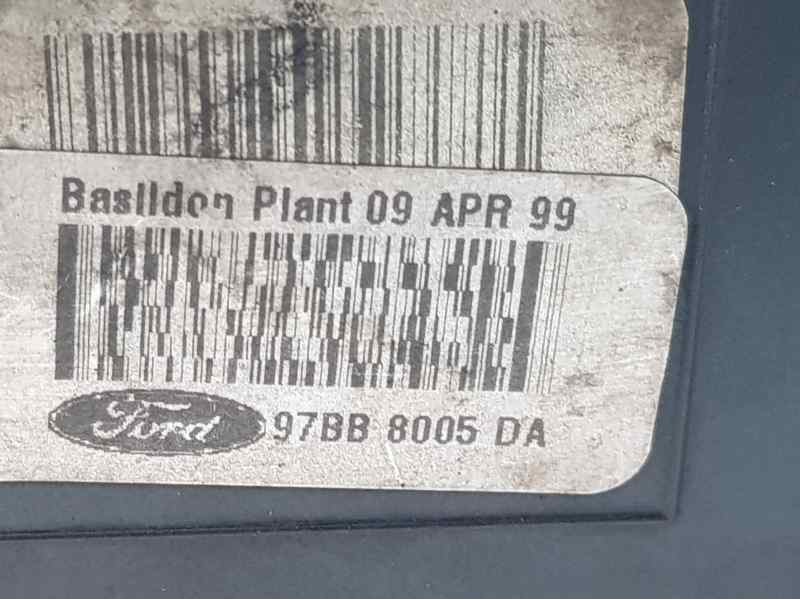 Basildon Plant 09 APR 99
Ford 97BB 8005 DA